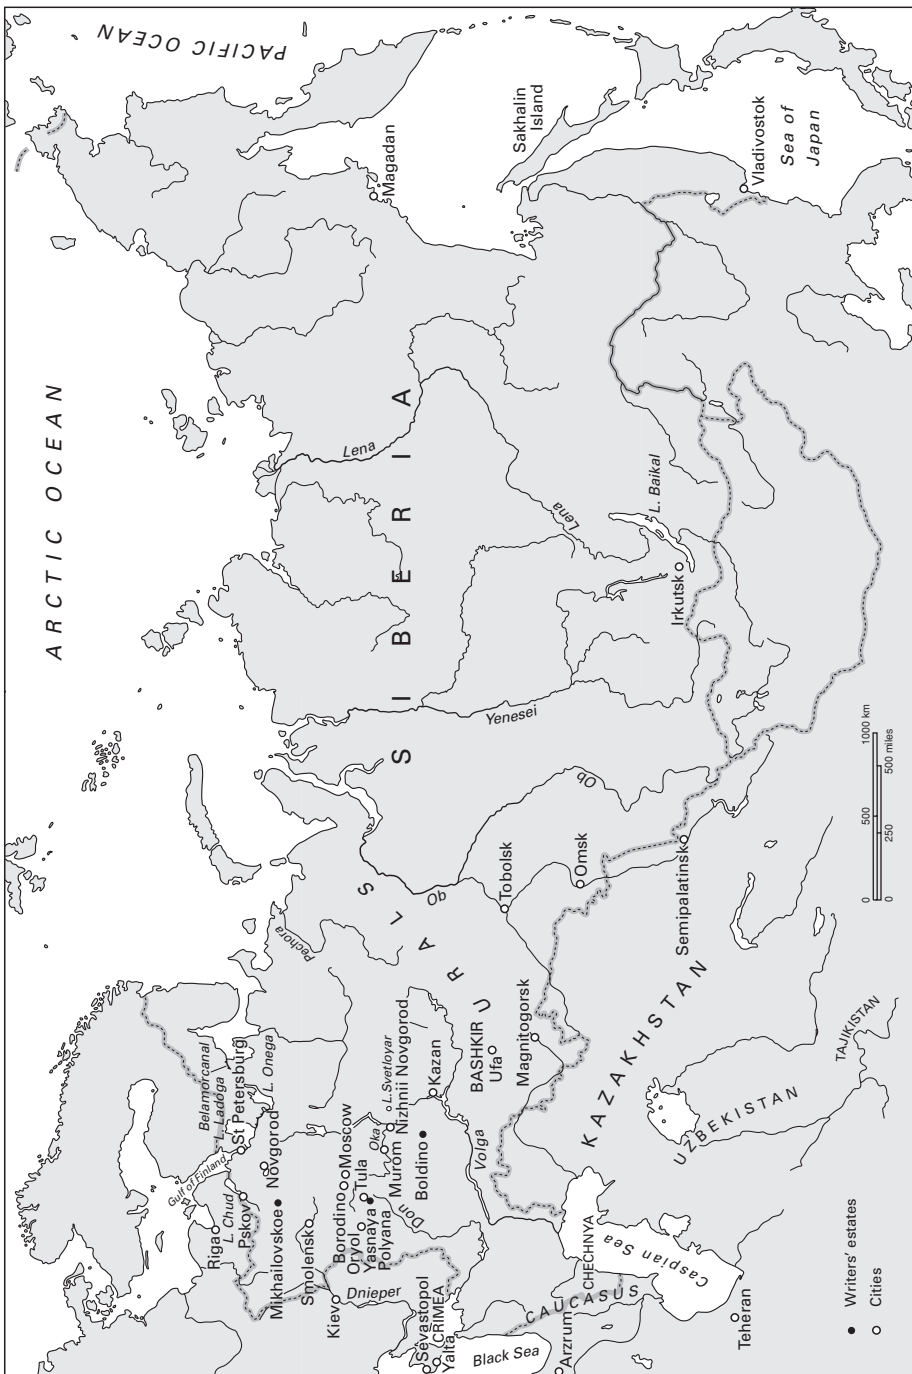 PACIFIC OCEAN
ARCTIC OCEAN
Magadan
Sakhalin
Island
Vladivostok
Sea of
Japan
SIBERIA
Lena
Lena
L. Baikal
Irkutsk
Yenesei
Ob
Ob
Tobolsk
Omsk
Semipalatinsk
URALS
Pechora
Belamorcanal
L. Ladoga
St Petersburg
L. Onega
Gulf of Finland
Novgorod
Riga
L. Chud
Pskov
Mikhailovskoe
Smolensk
Borodino
Moscow
Oryol
Tula
Yasnaya
Polyana
Oka
Murom
L.Svetloyar
Nizhnii Novgorod
Don
Boldino
Kazan
BASHKIR
Ufa
Magnitogorsk
Volga
Kiev
Dnieper
Sevastopol
CRIMEA
Yalta
Black Sea
CAUCASUS
CHECHNYA
Caspian Sea
Arzrum
Teheran
KAZAKHSTAN
UZBEKISTAN
TAJIKISTAN
0 500 1000 km
0 250 500 miles
Writers' estates
Cities